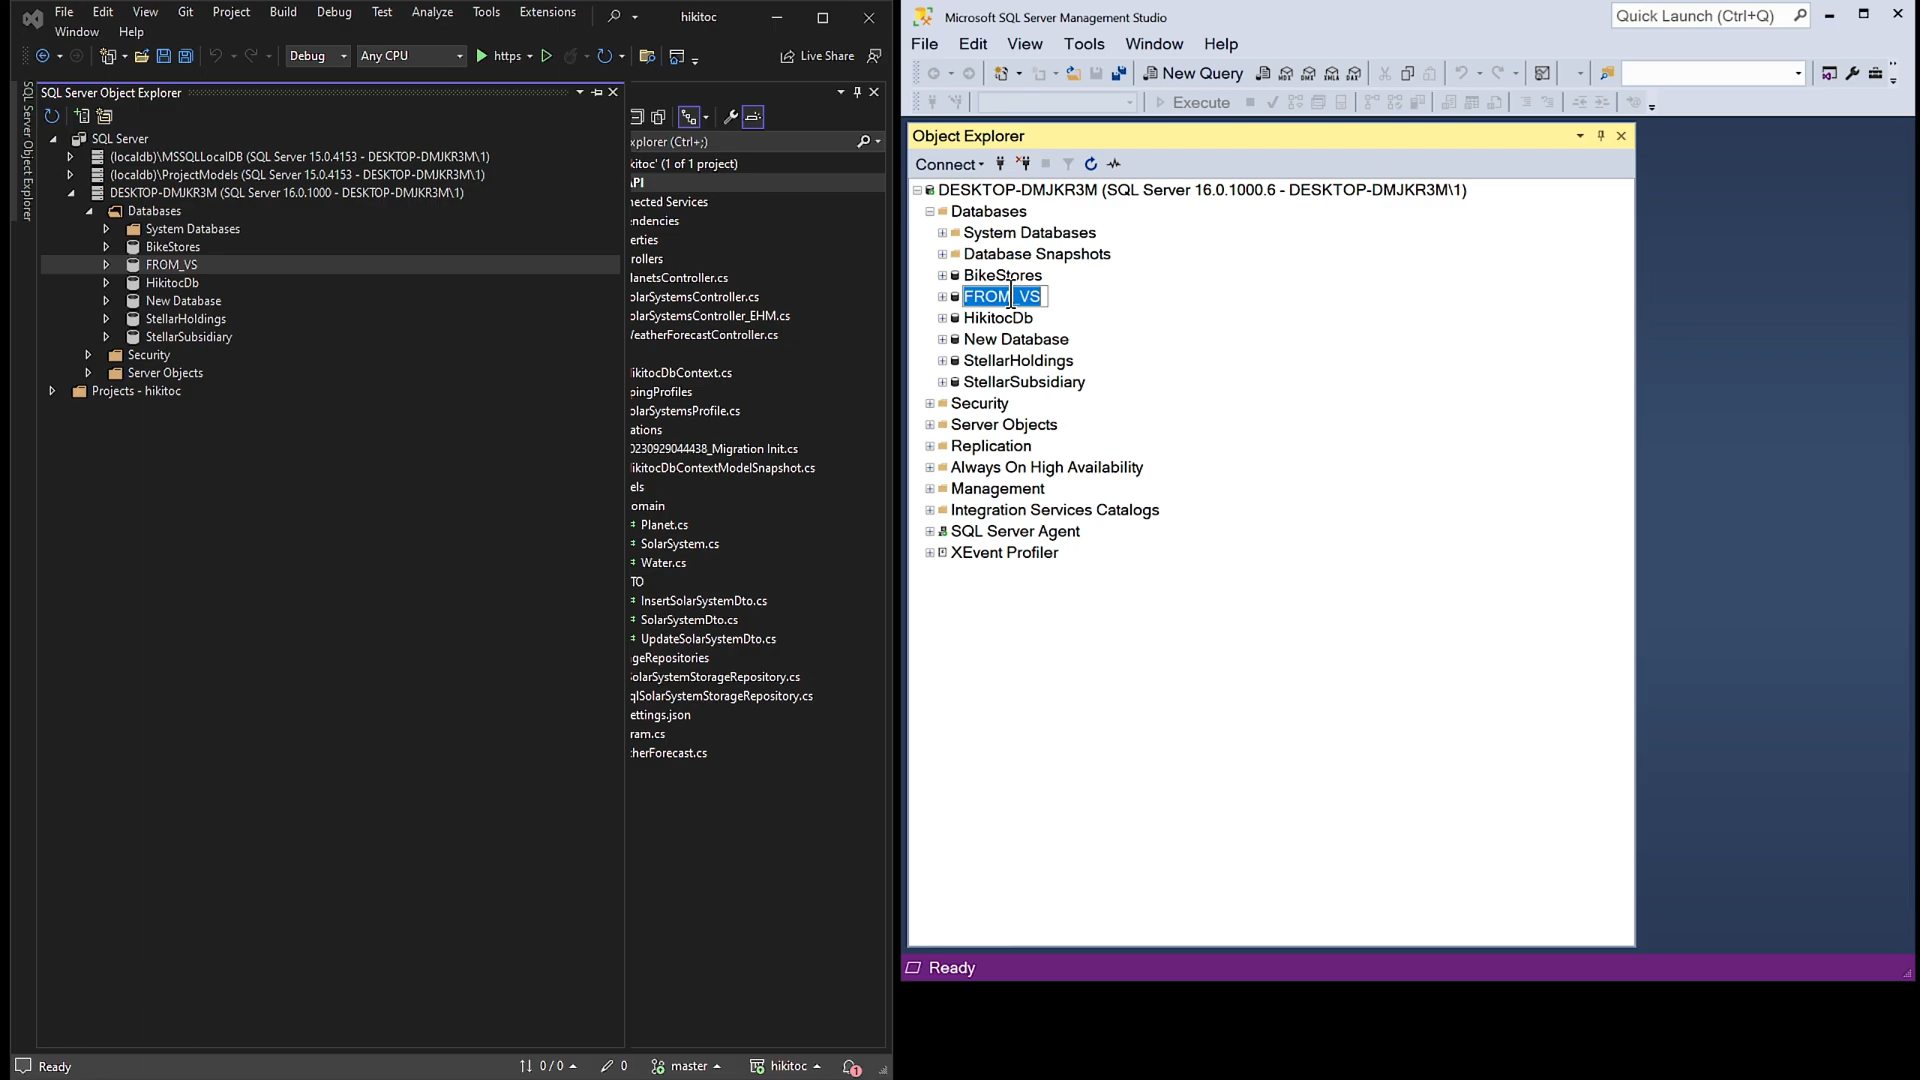 File Edit View Git Project Build Debug Test Analyze Tools Extensions
hikitoc
Window Help
Debug Any CPU https Live Share
SQL Server Object Explorer
SQL Server Object Explorer
SQL Server
(localdb)\MSSQLLocalDB (SQL Server 15.0.4153 - DESKTOP-DMJKR3M\1)
(localdb)\ProjectModels (SQL Server 15.0.4153 - DESKTOP-DMJKR3M\1)
DESKTOP-DMJKR3M (SQL Server 16.0.1000 - DESKTOP-DMJKR3M\1)
Databases
System Databases
BikeStores
FROM_VS
HikitocDb
New Database
StellarHoldings
StellarSubsidiary
Security
Server Objects
Projects - hikitoc
xplorer (Ctrl+;)
kitoc' (1 of 1 project)
API
nected Services
endencies
erties
rollers
lanetsController.cs
olarSystemsController.cs
olarSystemsController_EHM.cs
VeatherForecastController.cs
ikitocDbContext.cs
pingProfiles
olarSystemsProfile.cs
ations
0230929044438_Migration Init.cs
ikitocDbContextModelSnapshot.cs
els
omain
Planet.cs
SolarSystem.cs
Water.cs
TO
InsertSolarSystemDto.cs
SolarSystemDto.cs
UpdateSolarSystemDto.cs
geRepositories
SolarSystemStorageRepository.cs
qlSolarSystemStorageRepository.cs
ettings.json
ram.cs
herForecast.cs
Ready 0 / 0 0 master hikitoc 1
Microsoft SQL Server Management Studio Quick Launch (Ctrl+Q)
File Edit View Tools Window Help
New Query
Execute
Object Explorer
Connect
DESKTOP-DMJKR3M (SQL Server 16.0.1000.6 - DESKTOP-DMJKR3M\1)
Databases
System Databases
Database Snapshots
BikeStores
FROM_VS
HikitocDb
New Database
StellarHoldings
StellarSubsidiary
Security
Server Objects
Replication
Always On High Availability
Management
Integration Services Catalogs
SQL Server Agent
XEvent Profiler
Ready